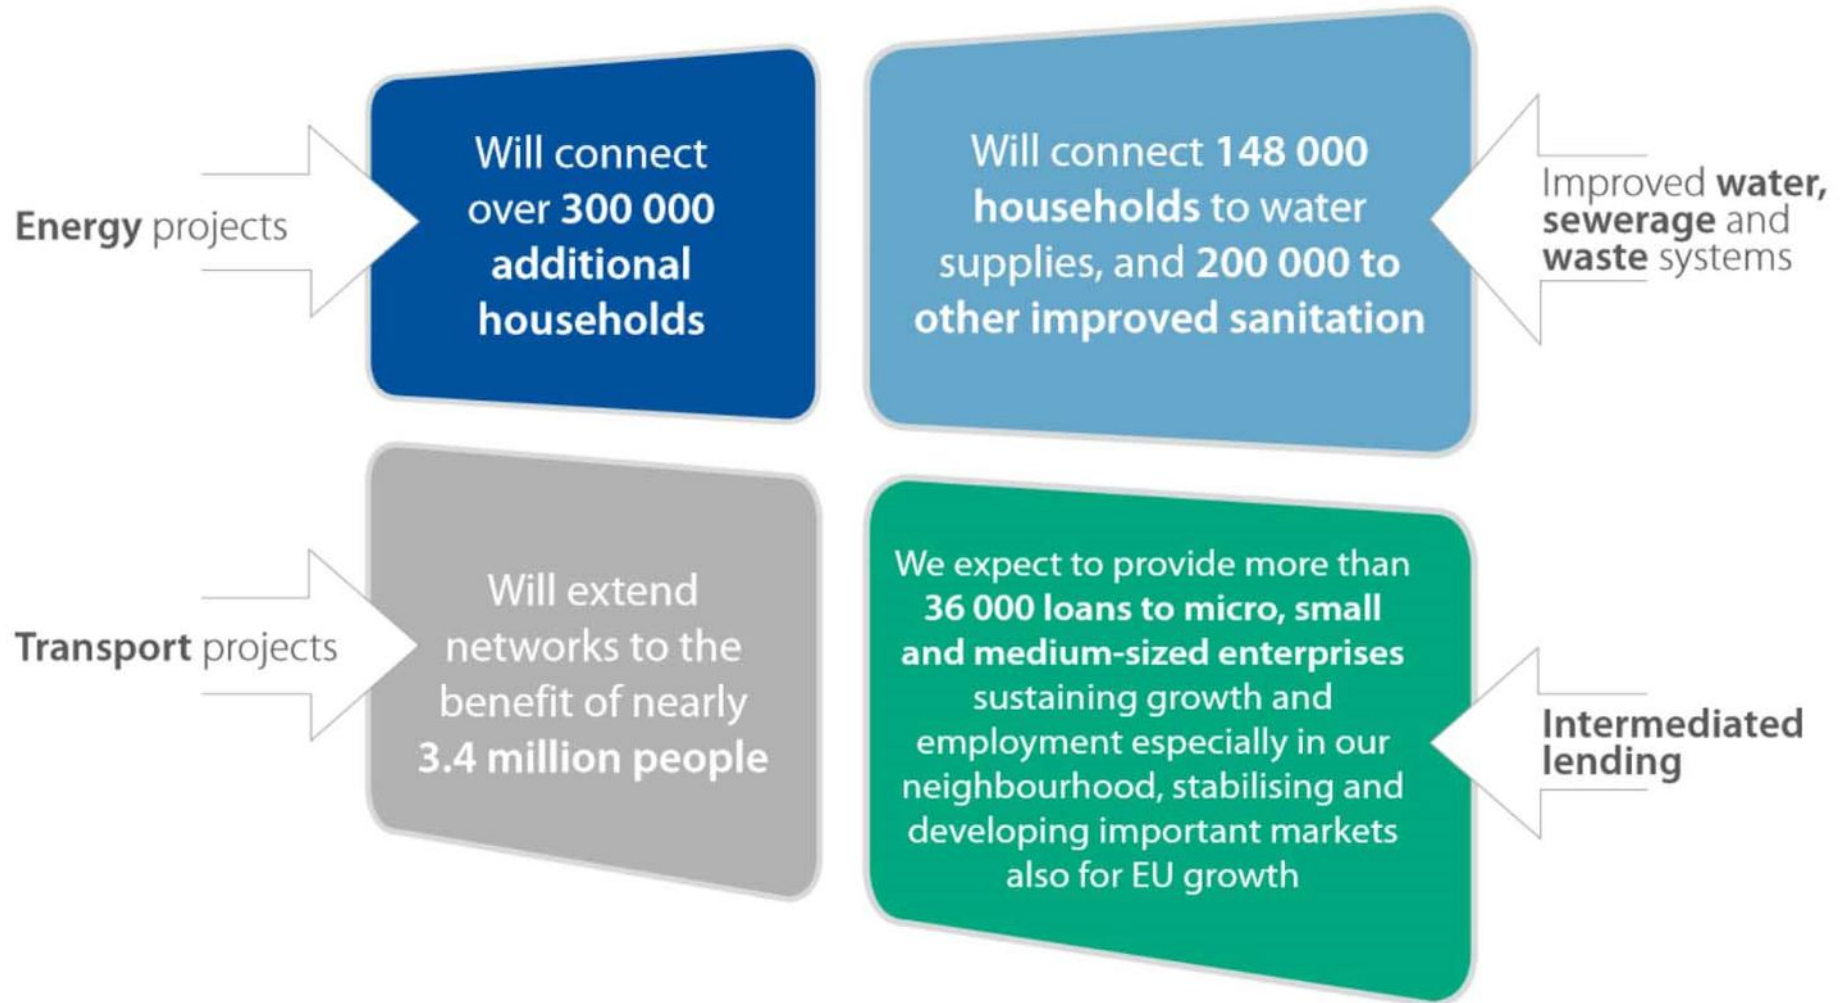 Energy projects
Will connect
over 300 000
additional
households
Will connect 148 000
households to water
supplies, and 200 000 to
other improved sanitation
Improved water,
sewerage and
waste systems
Transport projects
Will extend
networks to the
benefit of nearly
3.4 million people
We expect to provide more than
36 000 loans to micro, small
and medium-sized enterprises
sustaining growth and
employment especially in our
neighbourhood, stabilising and
developing important markets
also for EU growth
Intermediated
lending